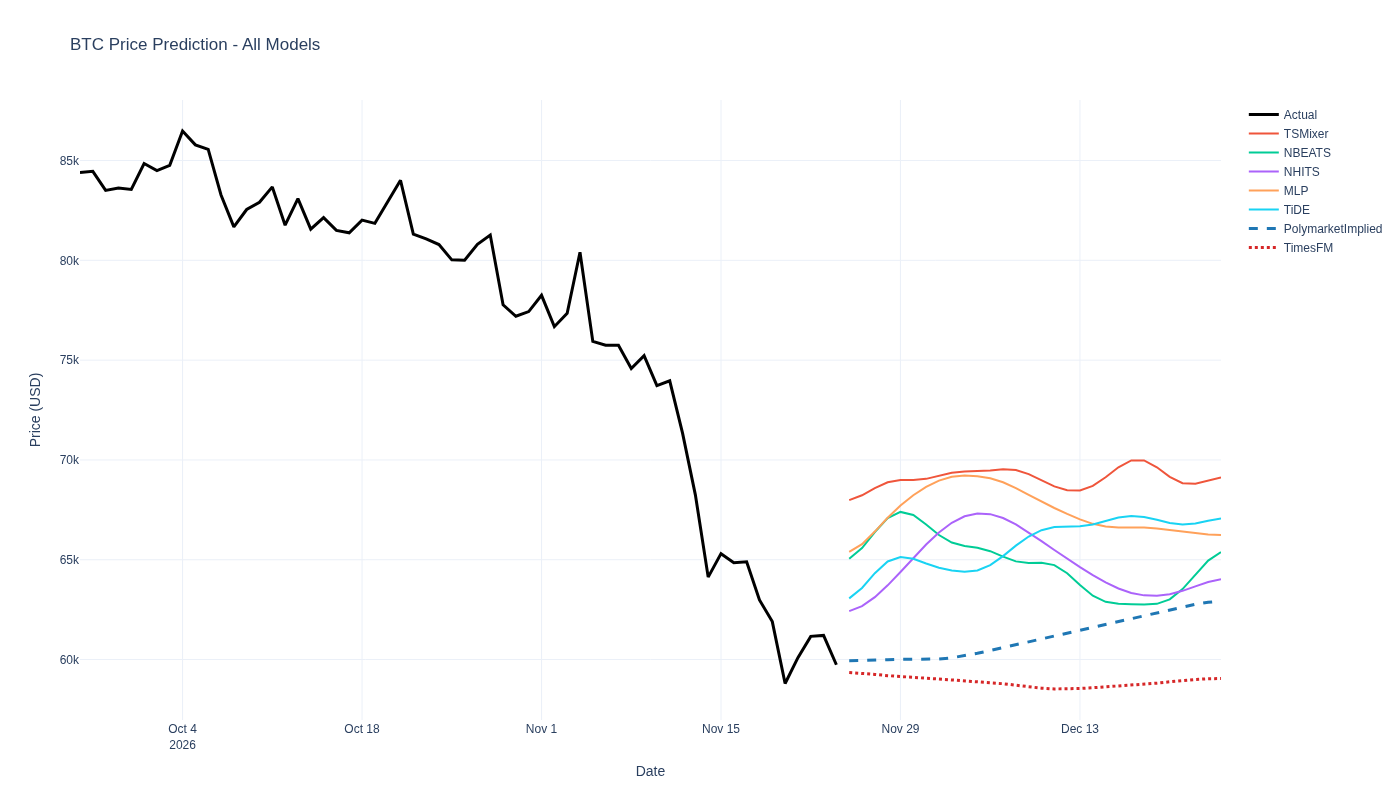 BTC Price Prediction - All Models
Actual
TSMixer
NBEATS
NHITS
MLP
TiDE
PolymarketImplied
TimesFM
85k
80k
75k
70k
65k
60k
Price (USD)
Oct 4
2026
Oct 18
Nov 1
Nov 15
Nov 29
Dec 13
Date